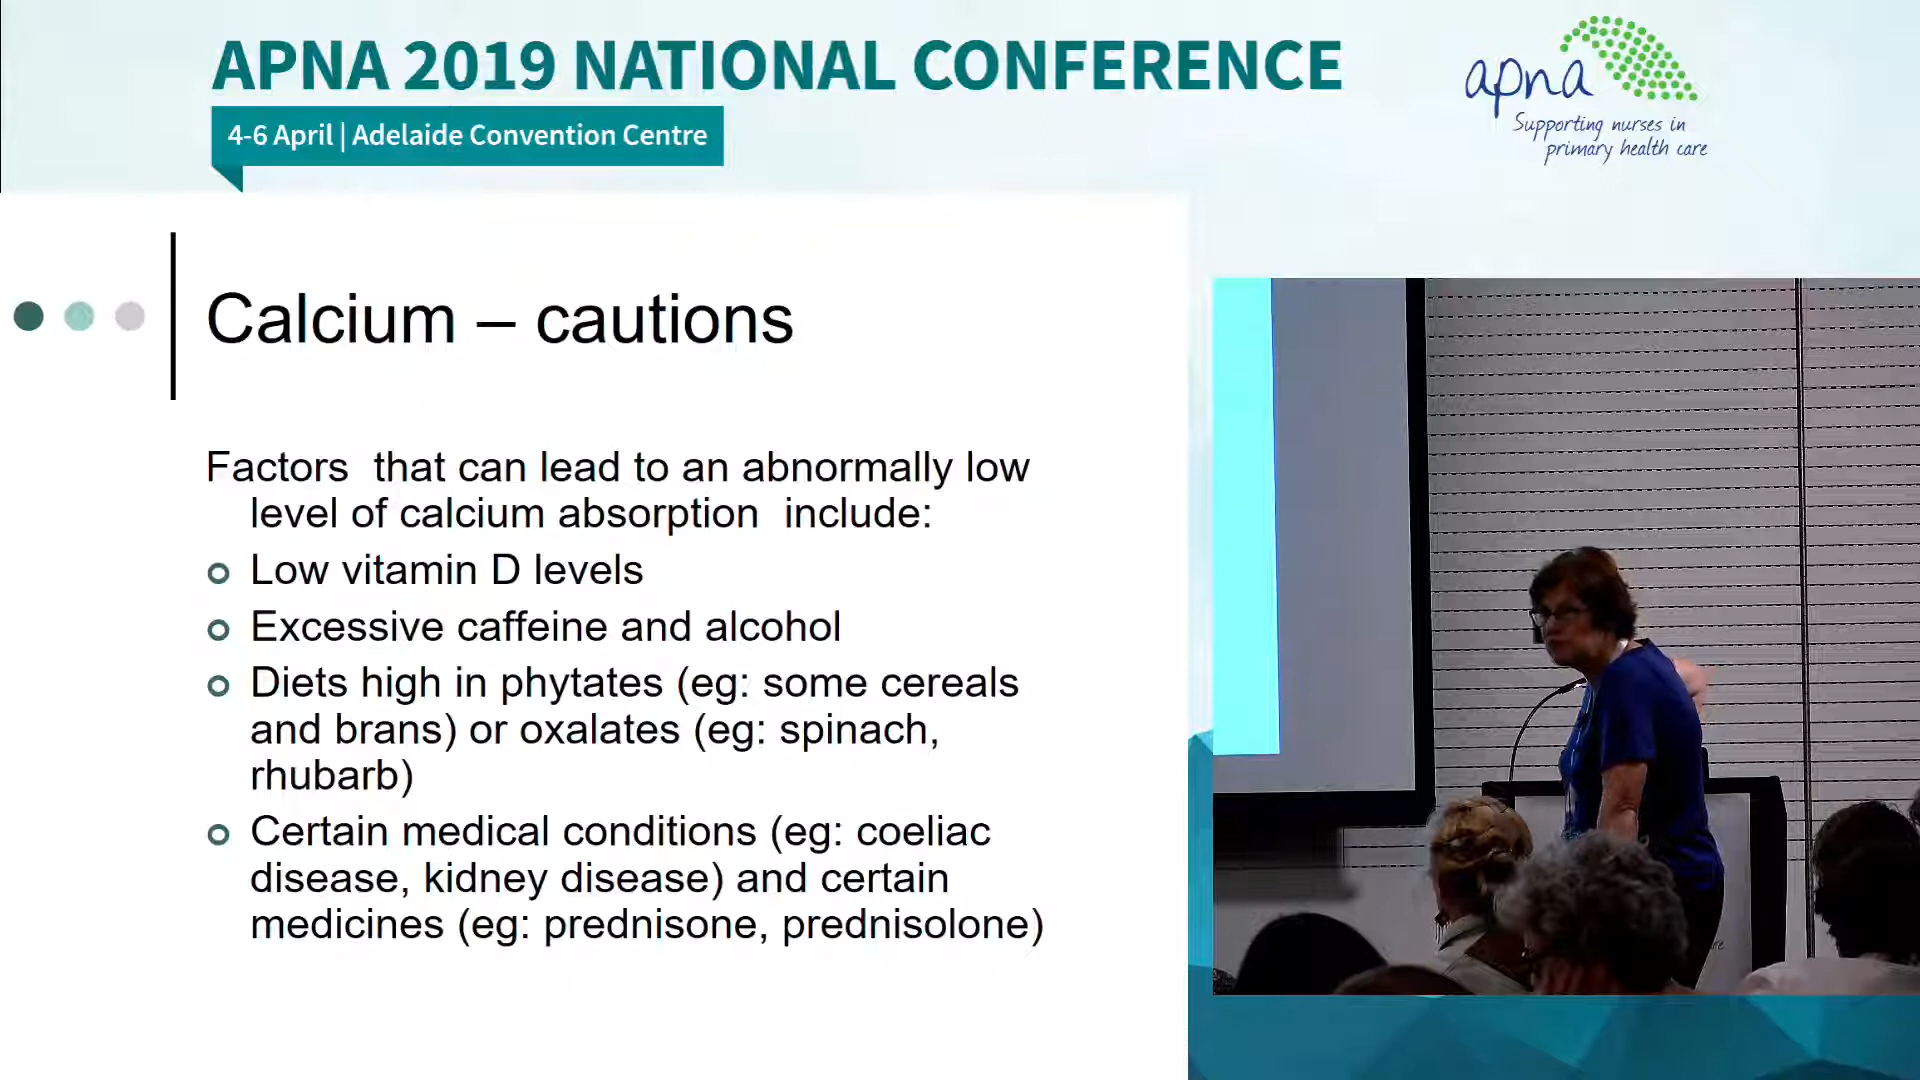 APNA 2019 NATIONAL CONFERENCE
4-6 April | Adelaide Convention Centre
apna
Supporting nurses in
primary health care
Calcium – cautions
Factors that can lead to an abnormally low
level of calcium absorption include:
Low vitamin D levels
Excessive caffeine and alcohol
Diets high in phytates (eg: some cereals
and brans) or oxalates (eg: spinach,
rhubarb)
Certain medical conditions (eg: coeliac
disease, kidney disease) and certain
medicines (eg: prednisone, prednisolone)